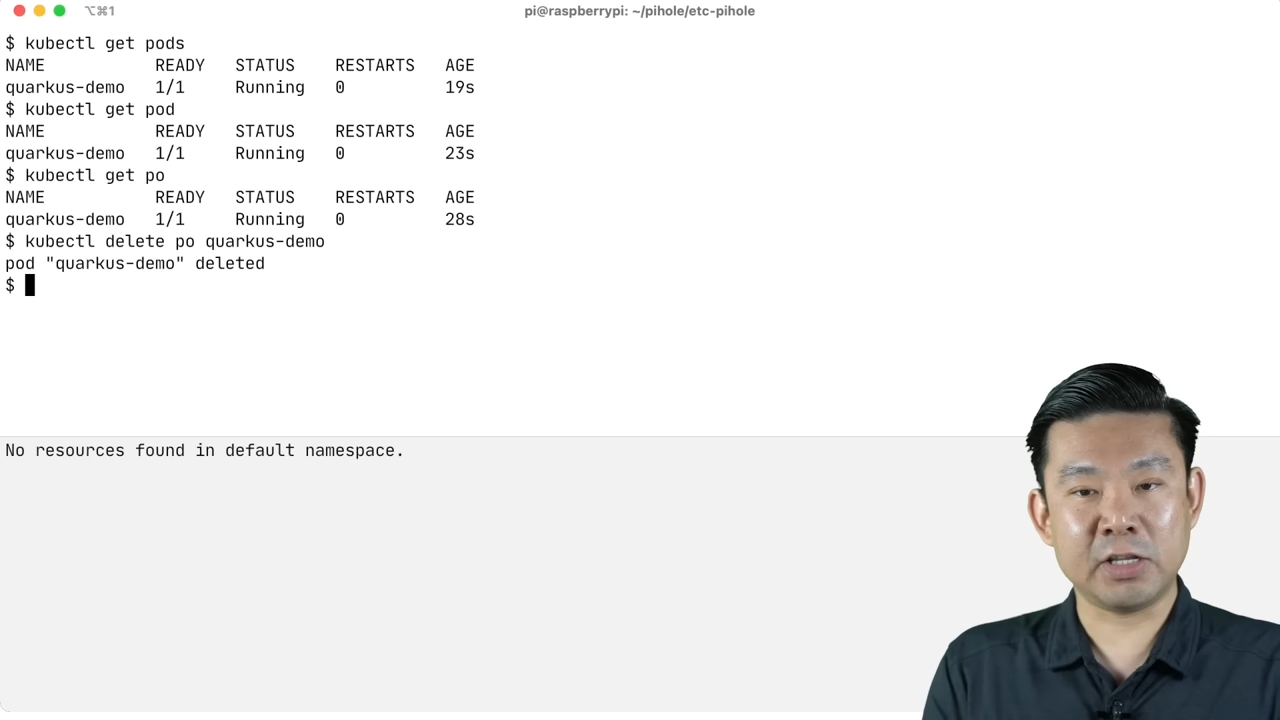 ⌥⌘1
pi@raspberrypi: ~/pihole/etc-pihole
$ kubectl get pods
NAME READY STATUS RESTARTS AGE
quarkus-demo 1/1 Running 0 19s
$ kubectl get pod
NAME READY STATUS RESTARTS AGE
quarkus-demo 1/1 Running 0 23s
$ kubectl get po
NAME READY STATUS RESTARTS AGE
quarkus-demo 1/1 Running 0 28s
$ kubectl delete po quarkus-demo
pod "quarkus-demo" deleted
$
No resources found in default namespace.